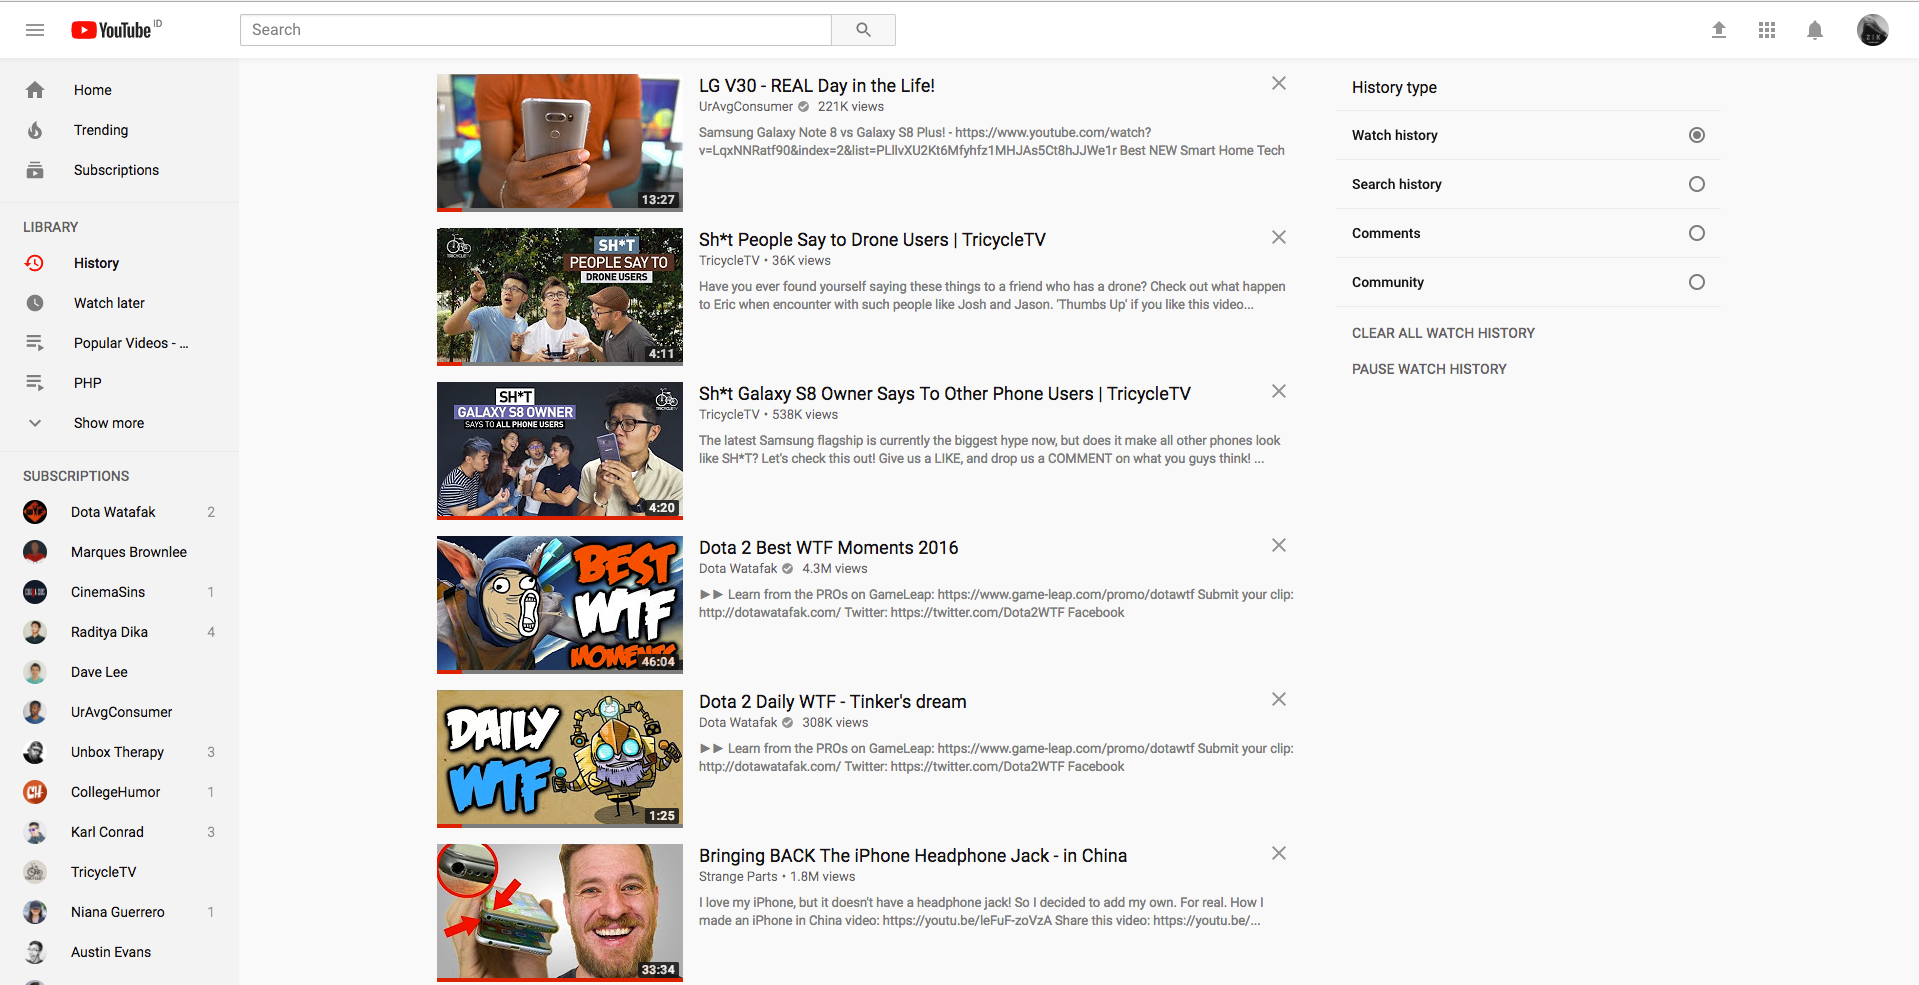 YouTube ID
Search
Home
Trending
Subscriptions
LIBRARY
History
Watch later
Popular Videos - ...
PHP
Show more
SUBSCRIPTIONS
Dota Watafak 2
Marques Brownlee
CinemaSins 1
Raditya Dika 4
Dave Lee
UrAvgConsumer
Unbox Therapy 3
CollegeHumor 1
Karl Conrad 3
TricycleTV
Niana Guerrero 1
Austin Evans
13:27
LG V30 - REAL Day in the Life!
UrAvgConsumer 221K views
Samsung Galaxy Note 8 vs Galaxy S8 Plus! - https://www.youtube.com/watch?
v=LqxNNRatf90&index=2&list=PLllvXU2Kt6Mfyhfz1MHJAs5Ct8hJJWe1r Best NEW Smart Home Tech
SH*T
PEOPLE SAY TO
DRONE USERS
4:11
Sh*t People Say to Drone Users | TricycleTV
TricycleTV • 36K views
Have you ever found yourself saying these things to a friend who has a drone? Check out what happen
to Eric when encounter with such people like Josh and Jason. 'Thumbs Up' if you like this video...
SH*T
GALAXY S8 OWNER
SAYS TO ALL PHONE USERS
4:20
Sh*t Galaxy S8 Owner Says To Other Phone Users | TricycleTV
TricycleTV • 538K views
The latest Samsung flagship is currently the biggest hype now, but does it make all other phones look
like SH*T? Let's check this out! Give us a LIKE, and drop us a COMMENT on what you guys think! ...
BEST
WTF
MOMENTS
46:04
Dota 2 Best WTF Moments 2016
Dota Watafak 4.3M views
►► Learn from the PROs on GameLeap: https://www.game-leap.com/promo/dotawtf Submit your clip:
http://dotawatafak.com/ Twitter: https://twitter.com/Dota2WTF Facebook
DAILY
WTF
1:25
Dota 2 Daily WTF - Tinker's dream
Dota Watafak 308K views
►► Learn from the PROs on GameLeap: https://www.game-leap.com/promo/dotawtf Submit your clip:
http://dotawatafak.com/ Twitter: https://twitter.com/Dota2WTF Facebook
33:34
Bringing BACK The iPhone Headphone Jack - in China
Strange Parts • 1.8M views
I love my iPhone, but it doesn't have a headphone jack! So I decided to add my own. For real. How I
made an iPhone in China video: https://youtu.be/leFuF-zoVzA Share this video: https://youtu.be/...
History type
Watch history
Search history
Comments
Community
CLEAR ALL WATCH HISTORY
PAUSE WATCH HISTORY